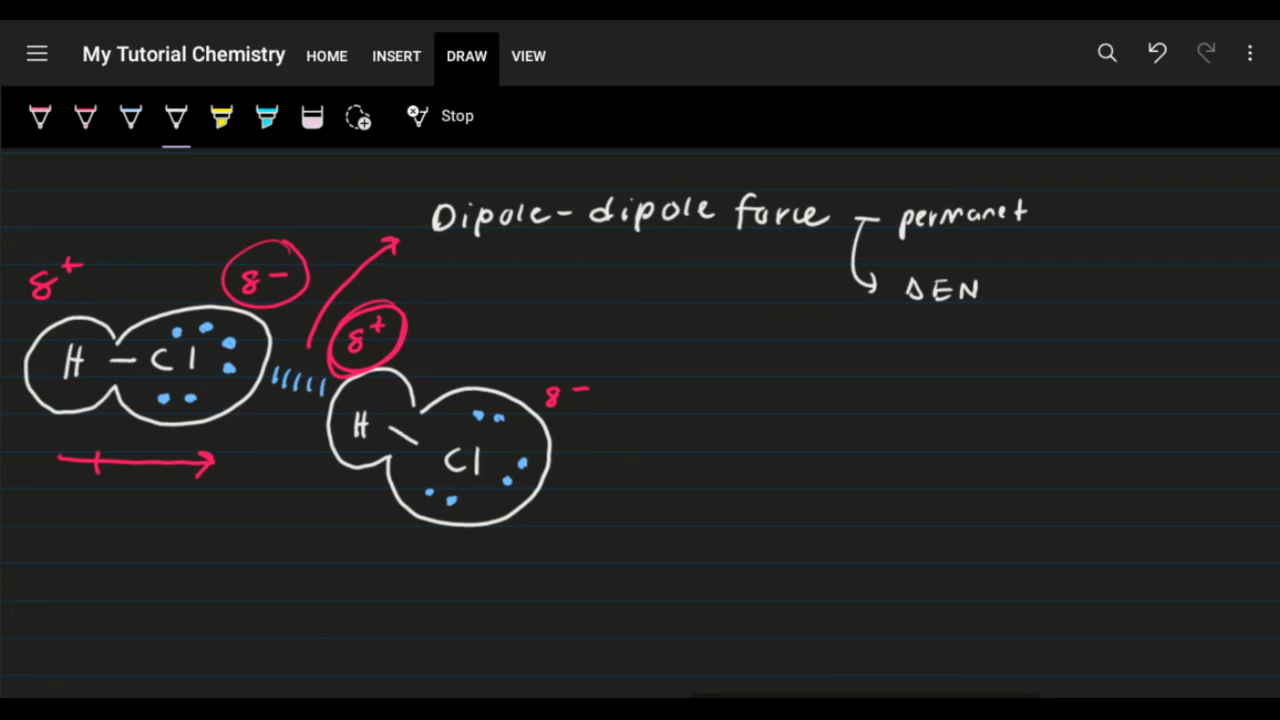 My Tutorial Chemistry HOME INSERT DRAW VIEW
Stop
Dipole-dipole force — permanet
ΔEN
δ+ δ-
H-Cl
δ+
δ-
H-Cl